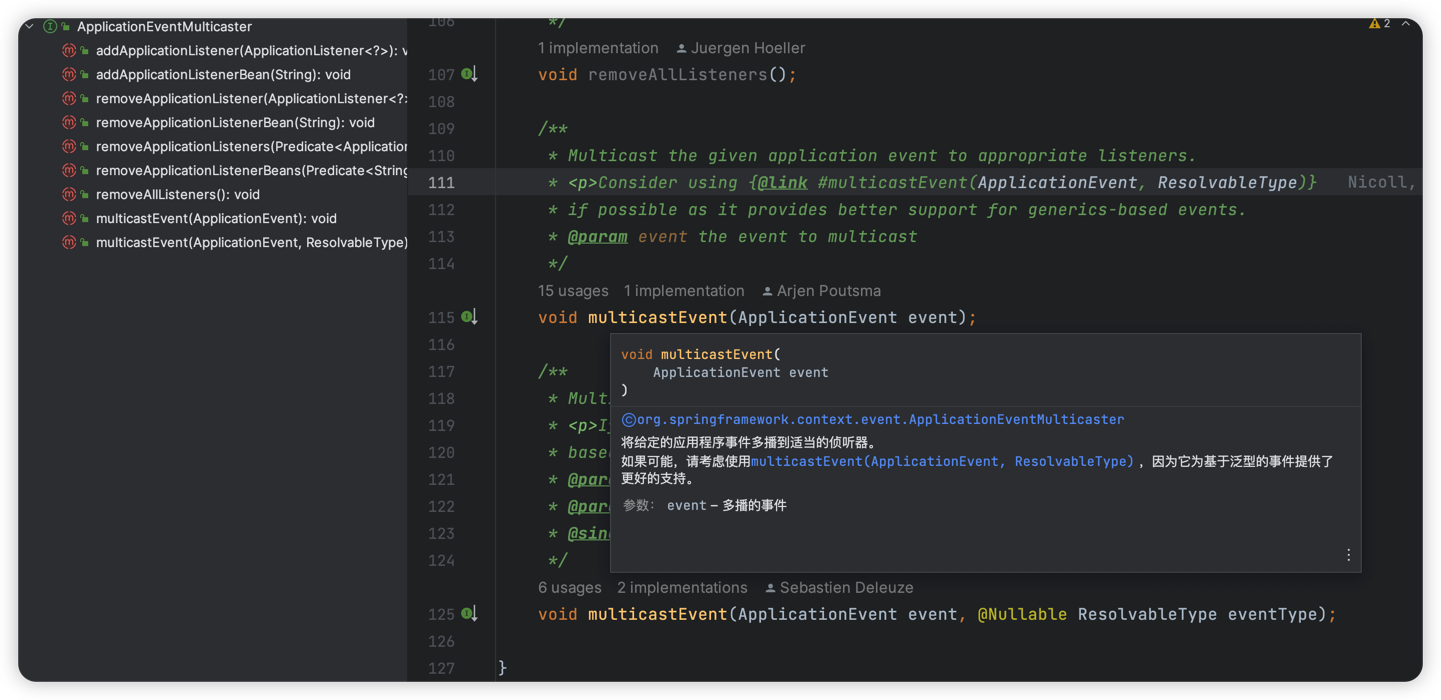 ApplicationEventMulticaster
addApplicationListener(ApplicationListener<?>): v
addApplicationListenerBean(String): void
removeApplicationListener(ApplicationListener<?>
removeApplicationListenerBean(String): void
removeApplicationListeners(Predicate<Application
removeApplicationListenerBeans(Predicate<String
removeAllListeners(): void
multicastEvent(ApplicationEvent): void
multicastEvent(ApplicationEvent, ResolvableType)
106 */
2
1 implementation Juergen Hoeller
107 void removeAllListeners();
108
109 /**
110 * Multicast the given application event to appropriate listeners.
111 * <p>Consider using {@link #multicastEvent(ApplicationEvent, ResolvableType)} Nicoll,
112 * if possible as it provides better support for generics-based events.
113 * @param event the event to multicast
114 */
15 usages 1 implementation Arjen Poutsma
115 void multicastEvent(ApplicationEvent event);
116
117 /**
118 * Mult
119 * <p>I
120 * base
121 * @par
122 * @par
123 * @sin
124 */
void multicastEvent(
ApplicationEvent event
)
org.springframework.context.event.ApplicationEventMulticaster
将给定的应用程序事件多播到适当的侦听器。
如果可能，请考虑使用multicastEvent(ApplicationEvent, ResolvableType)，因为它为基于泛型的事件提供了
更好的支持。
参数： event – 多播的事件
6 usages 2 implementations Sebastien Deleuze
125 void multicastEvent(ApplicationEvent event, @Nullable ResolvableType eventType);
126
127 }